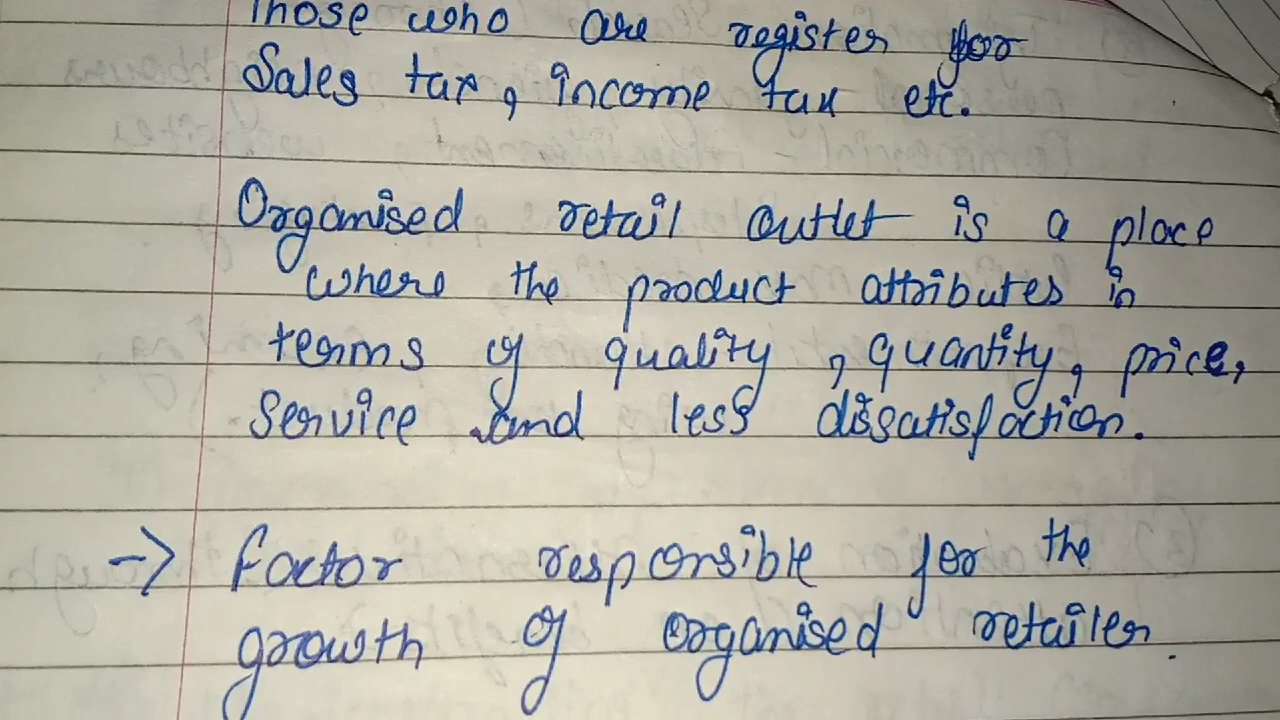 Those who are register for
Sales tax, income tax etc.
Organised retail outlet is a place
where the product attributes in
terms of quality, quantity, price,
Service and less dissatisfaction.
-> Factor responsible for the
growth of organised retailer.